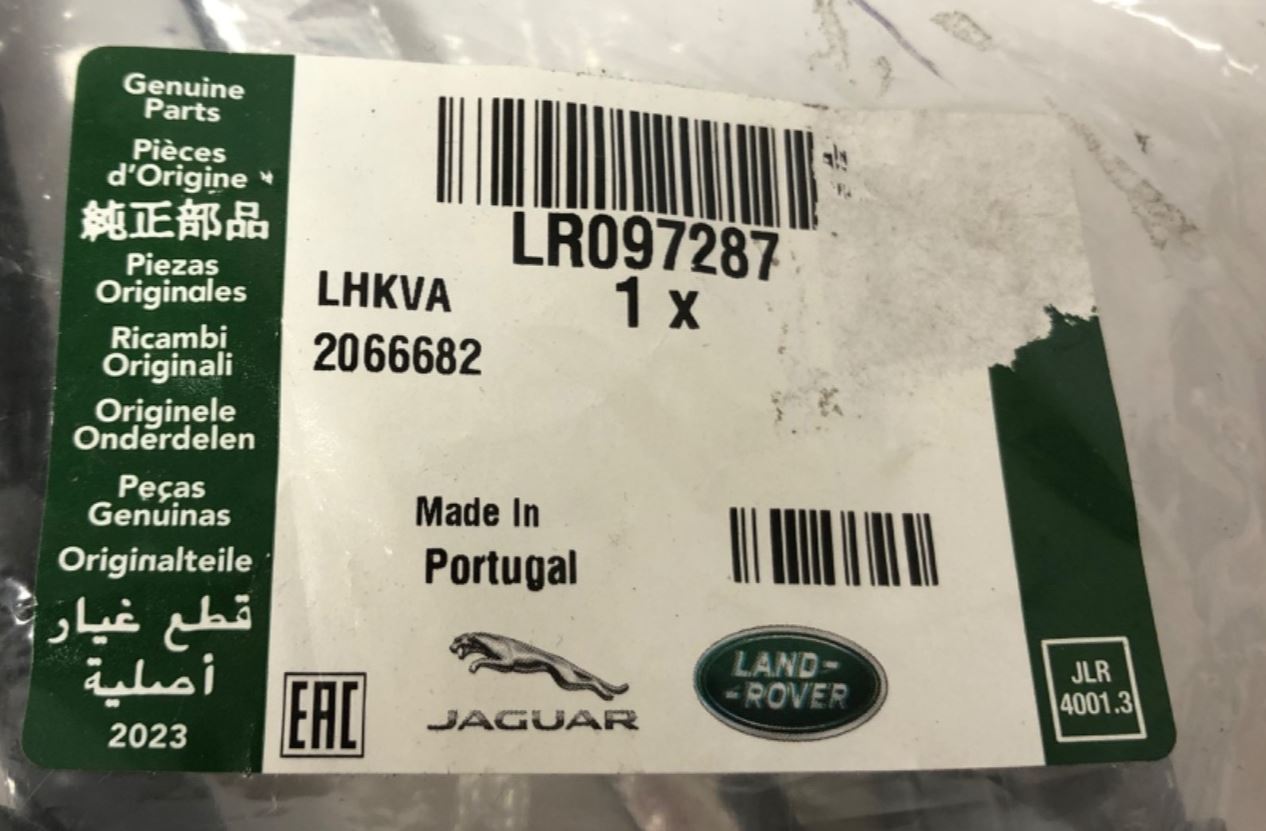 Genuine
Parts
Pièces
d'Origine
純正部品
Piezas
Originales
Ricambi
Originali
Originele
Onderdelen
Peças
Genuinas
Originalteile
قطع غيار
أصلية
2023
LR097287
1 x
LHKVA
2066682
Made In
Portugal
EAC
JAGUAR
LAND-
-ROVER
JLR
4001.3